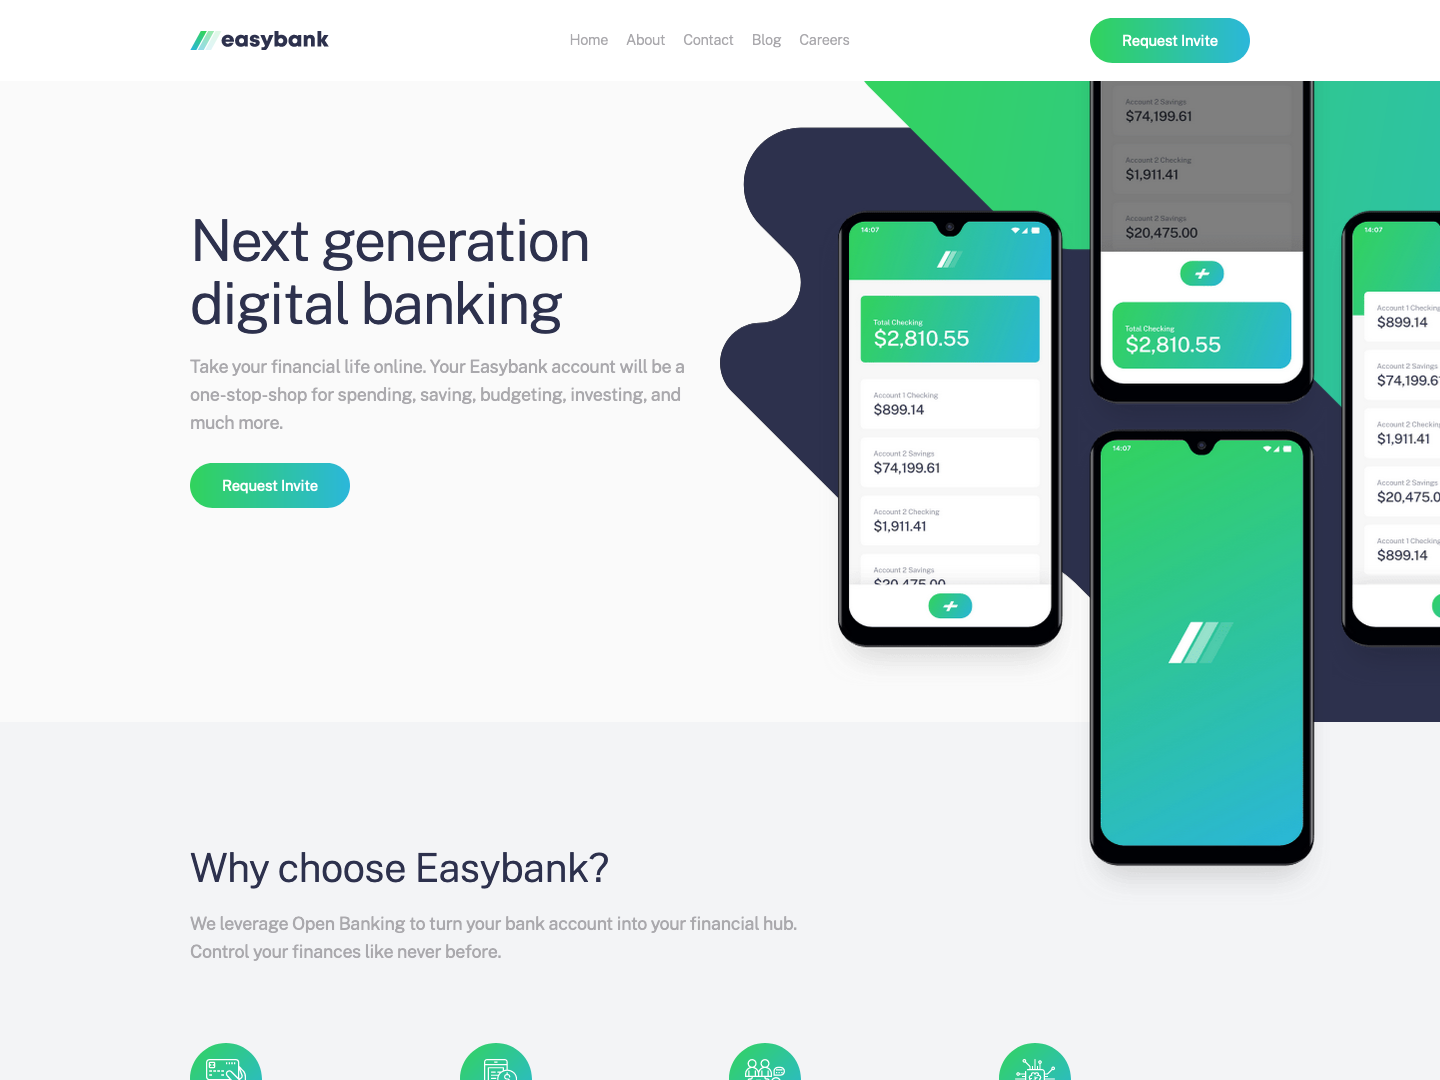 easybank
Home About Contact Blog Careers
Request Invite
Next generation
digital banking
Take your financial life online. Your Easybank account will be a
one-stop-shop for spending, saving, budgeting, investing, and
much more.
Request Invite
14:07
Total Checking
$2,810.55
Account 1 Checking
$899.14
Account 2 Savings
$74,199.61
Account 2 Checking
$1,911.41
Account 2 Savings
$20,475.00
Account 2 Savings
$74,199.61
Account 2 Checking
$1,911.41
Account 2 Savings
$20,475.00
Total Checking
$2,810.55
14:07
14:07
Account 1 Checking
$899.14
Account 2 Savings
$74,199.6
Account 2 Checking
$1,911.41
Account 2 Savings
$20,475.0
Account 1 Checking
$899.14
Why choose Easybank?
We leverage Open Banking to turn your bank account into your financial hub.
Control your finances like never before.